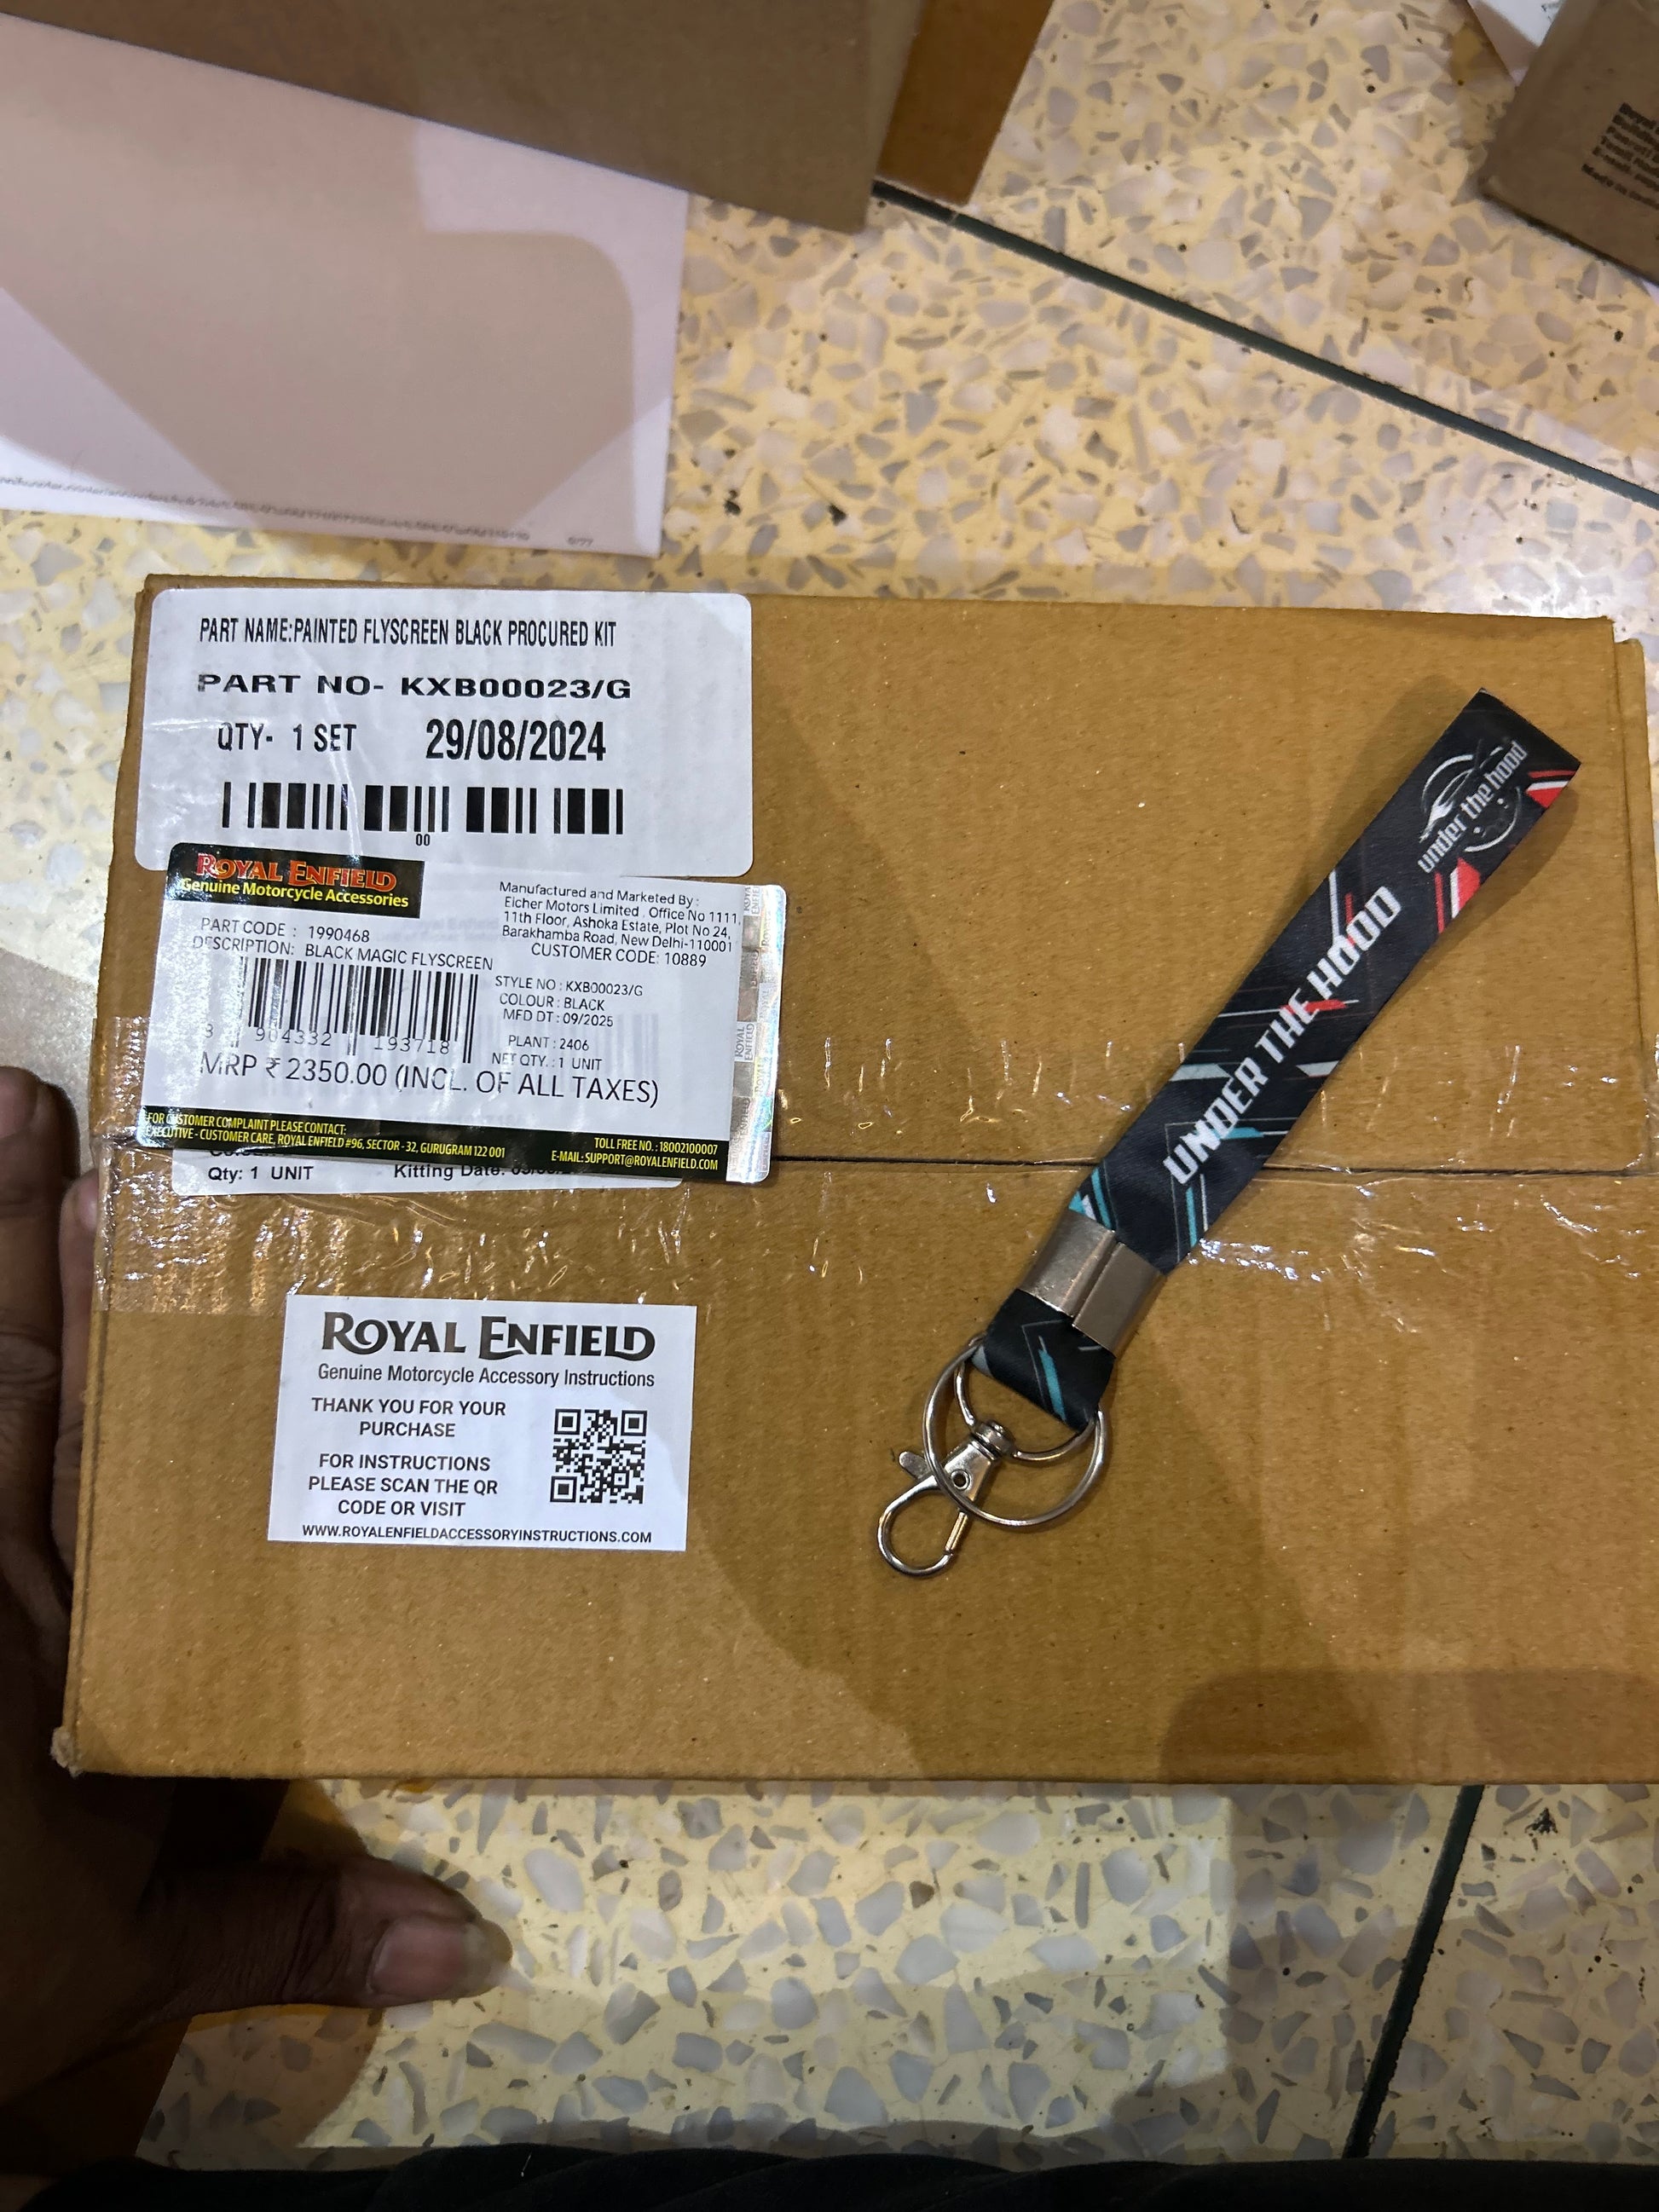 PART NAME:PAINTED FLYSCREEN BLACK PROCURED KIT
PART NO- KXB00023/G
QTY- 1 SET 29/08/2024
00
ROYAL ENFIELD
Genuine Motorcycle Accessories
Manufactured and Marketed By :
Eicher Motors Limited , Office No 1111,
11th Floor, Ashoka Estate, Plot No 24,
Barakhamba Road, New Delhi-110001
CUSTOMER CODE: 10889
PART CODE : 1990468
DESCRIPTION: BLACK MAGIC FLYSCREEN
STYLE NO : KXB00023/G
COLOUR : BLACK
MFD DT : 09/2025
PLANT : 2406
NET QTY. : 1 UNIT
8 904332 193718
MRP ₹ 2350.00 (INCL. OF ALL TAXES)
FOR CUSTOMER COMPLAINT PLEASE CONTACT:
EXECUTIVE - CUSTOMER CARE, ROYAL ENFIELD #96, SECTOR - 32, GURUGRAM 122 001
TOLL FREE NO. : 18002100007
E-MAIL: SUPPORT@ROYALENFIELD.COM
Qty: 1 UNIT Kitting Date:
ROYAL ENFIELD
Genuine Motorcycle Accessory Instructions
THANK YOU FOR YOUR
PURCHASE
FOR INSTRUCTIONS
PLEASE SCAN THE QR
CODE OR VISIT
WWW.ROYALENFIELDACCESSORYINSTRUCTIONS.COM
under the hood
UNDER THE HOOD